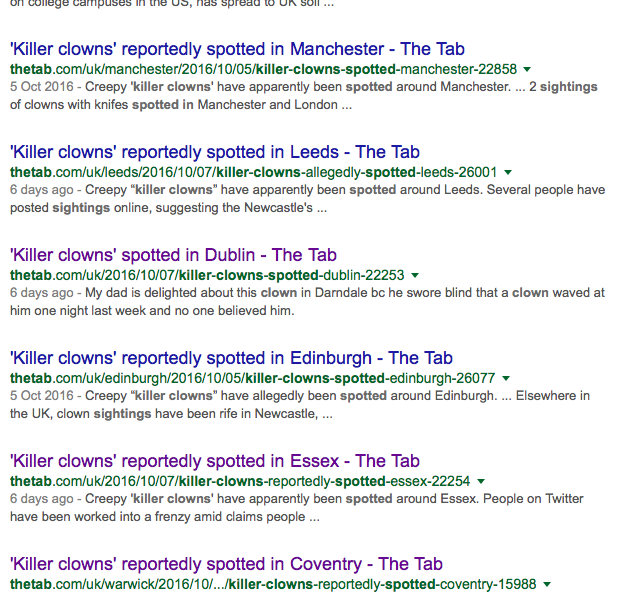 on college campuses in the US, has spread to UK soil ...
'Killer clowns' reportedly spotted in Manchester - The Tab
thetab.com/uk/manchester/2016/10/05/killer-clowns-spotted-manchester-22858
5 Oct 2016 - Creepy 'killer clowns' have apparently been spotted around Manchester. ... 2 sightings
of clowns with knifes spotted in Manchester and London ...
'Killer clowns' reportedly spotted in Leeds - The Tab
thetab.com/uk/leeds/2016/10/07/killer-clowns-allegedly-spotted-leeds-26001
6 days ago - Creepy “killer clowns” have apparently been spotted around Leeds. Several people have
posted sightings online, suggesting the Newcastle's ...
'Killer clowns' spotted in Dublin - The Tab
thetab.com/uk/2016/10/07/killer-clowns-spotted-dublin-22253
6 days ago - My dad is delighted about this clown in Darndale bc he swore blind that a clown waved at
him one night last week and no one believed him.
'Killer clowns' reportedly spotted in Edinburgh - The Tab
thetab.com/uk/edinburgh/2016/10/05/killer-clowns-spotted-edinburgh-26077
5 Oct 2016 - Creepy “killer clowns” have allegedly been spotted around Edinburgh. ... Elsewhere in
the UK, clown sightings have been rife in Newcastle, ...
'Killer clowns' reportedly spotted in Essex - The Tab
thetab.com/uk/2016/10/07/killer-clowns-reportedly-spotted-essex-22254
6 days ago - Creepy 'killer clowns' have apparently been spotted around Essex. People on Twitter
have been worked into a frenzy amid claims people ...
'Killer clowns' reportedly spotted in Coventry - The Tab
thetab.com/uk/warwick/2016/10/.../killer-clowns-reportedly-spotted-coventry-15988